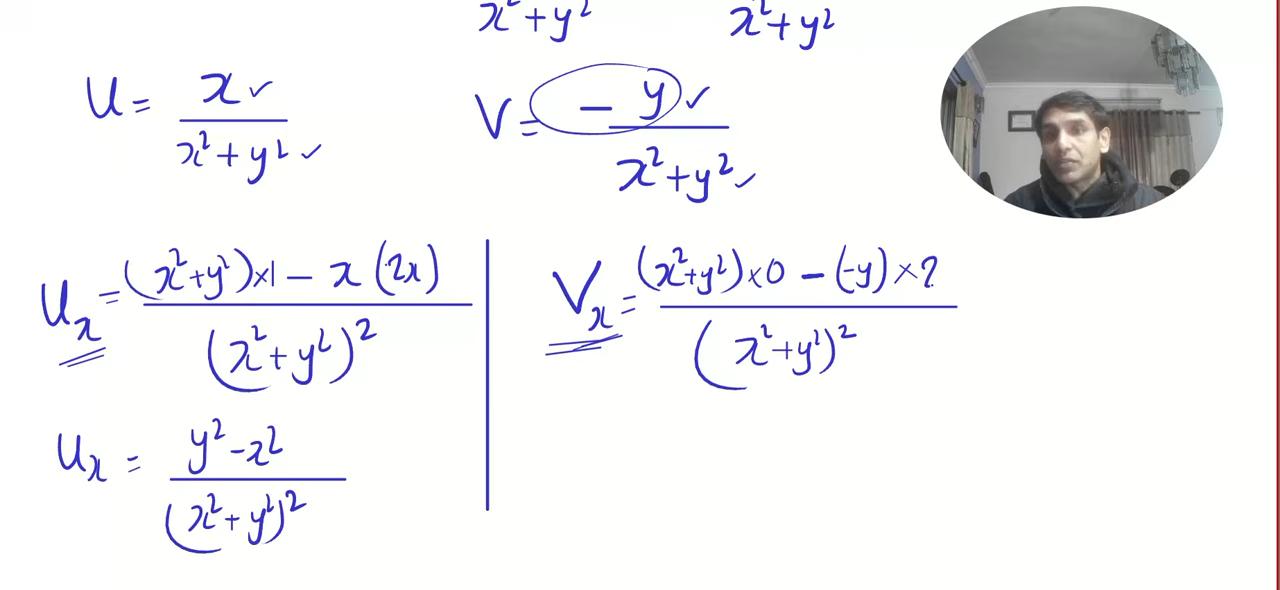 x²+y² x²+y²
U = x ✓ / x²+y² ✓ V = - y ✓ / x²+y² ✓
Uₓ = (x²+y²)×1 - x (2x) / (x²+y²)² Vₓ = (x²+y²)×0 - (-y)×2 / (x²+y²)²
Uₓ = y²-x² / (x²+y²)²